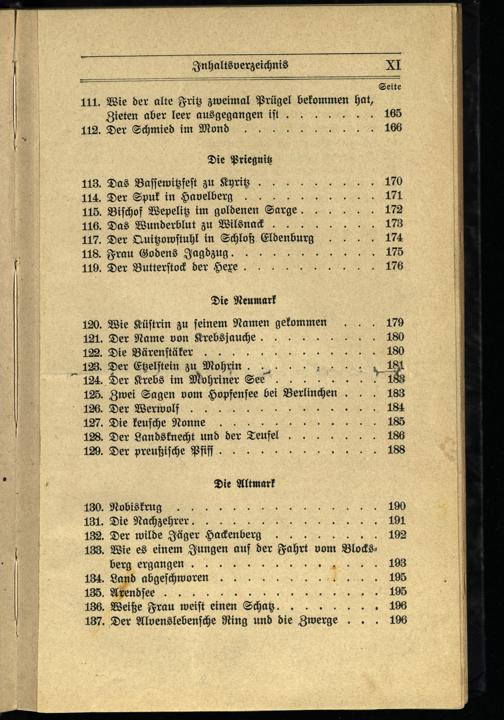 Inhaltsverzeichnis XI
Seite
111. Wie der alte Fritz zweimal Prügel bekommen hat,
Zieten aber leer ausgegangen ist . . . . . . . 165
112. Der Schmied im Mond . . . . . . . . . . . 166
Die Priegnitz
113. Das Bassewitzfest zu Kyritz . . . . . . . . . 170
114. Der Spuk in Havelberg . . . . . . . . . . . 171
115. Bischof Wepelitz im goldenen Sarge . . . . . . 172
116. Das Wunderblut zu Wilsnack . . . . . . . . 173
117. Der Quitzowstuhl in Schloß Eldenburg . . . . . 174
118. Frau Godens Jagdzug . . . . . . . . . . . 175
119. Der Butterstock der Hexe . . . . . . . . . . 176
Die Neumark
120. Wie Küstrin zu seinem Namen gekommen . . . 179
121. Der Name von Krebsjauche . . . . . . . . . 180
122. Die Bärenstäker . . . . . . . . . . . . . 180
123. Der Etzelstein zu Mohrin . . . . . . . . . . 181
124. Der Krebs im Mohriner See . . . . . . . . 183
125. Zwei Sagen vom Hopfensee bei Berlinchen . . . 183
126. Der Werwolf . . . . . . . . . . . . . . 184
127. Die keusche Nonne . . . . . . . . . . . . 185
128. Der Landsknecht und der Teufel . . . . . . . 186
129. Der preußische Pfiff . . . . . . . . . . . . 188
Die Altmark
130. Nobiskrug . . . . . . . . . . . . . . . 190
131. Die Nachzehrer . . . . . . . . . . . . . 191
132. Der wilde Jäger Hackenberg . . . . . . . . 192
133. Wie es einem Jungen auf der Fahrt vom Blocks-
berg ergangen . . . . . . . . . . . . . 193
134. Land abgeschworen . . . . . . . . . . . . 195
135. Arendsee . . . . . . . . . . . . . . . 195
136. Weiße Frau weist einen Schatz . . . . . . . . 196
137. Der Alvenslebensche Ring und die Zwerge . . . 196